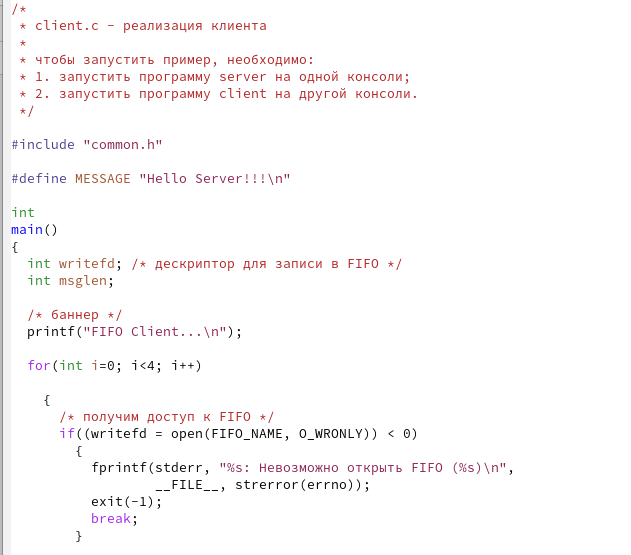 /*
 * client.c - реализация клиента
 *
 * чтобы запустить пример, необходимо:
 * 1. запустить программу server на одной консоли;
 * 2. запустить программу client на другой консоли.
 */

#include "common.h"

#define MESSAGE "Hello Server!!!\n"

int
main()
{
  int writefd; /* дескриптор для записи в FIFO */
  int msglen;

  /* баннер */
  printf("FIFO Client...\n");

  for(int i=0; i<4; i++)

    {
      /* получим доступ к FIFO */
      if((writefd = open(FIFO_NAME, O_WRONLY)) < 0)
        {
          fprintf(stderr, "%s: Невозможно открыть FIFO (%s)\n",
                  __FILE__, strerror(errno));
          exit(-1);
          break;
        }